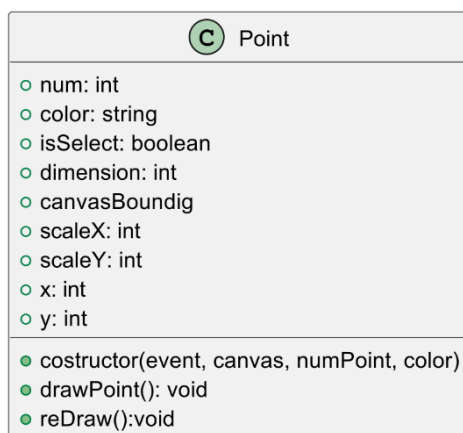 C Point
num: int
color: string
isSelect: boolean
dimension: int
canvasBoundig
scaleX: int
scaleY: int
x: int
y: int
costructor(event, canvas, numPoint, color)
drawPoint(): void
reDraw():void